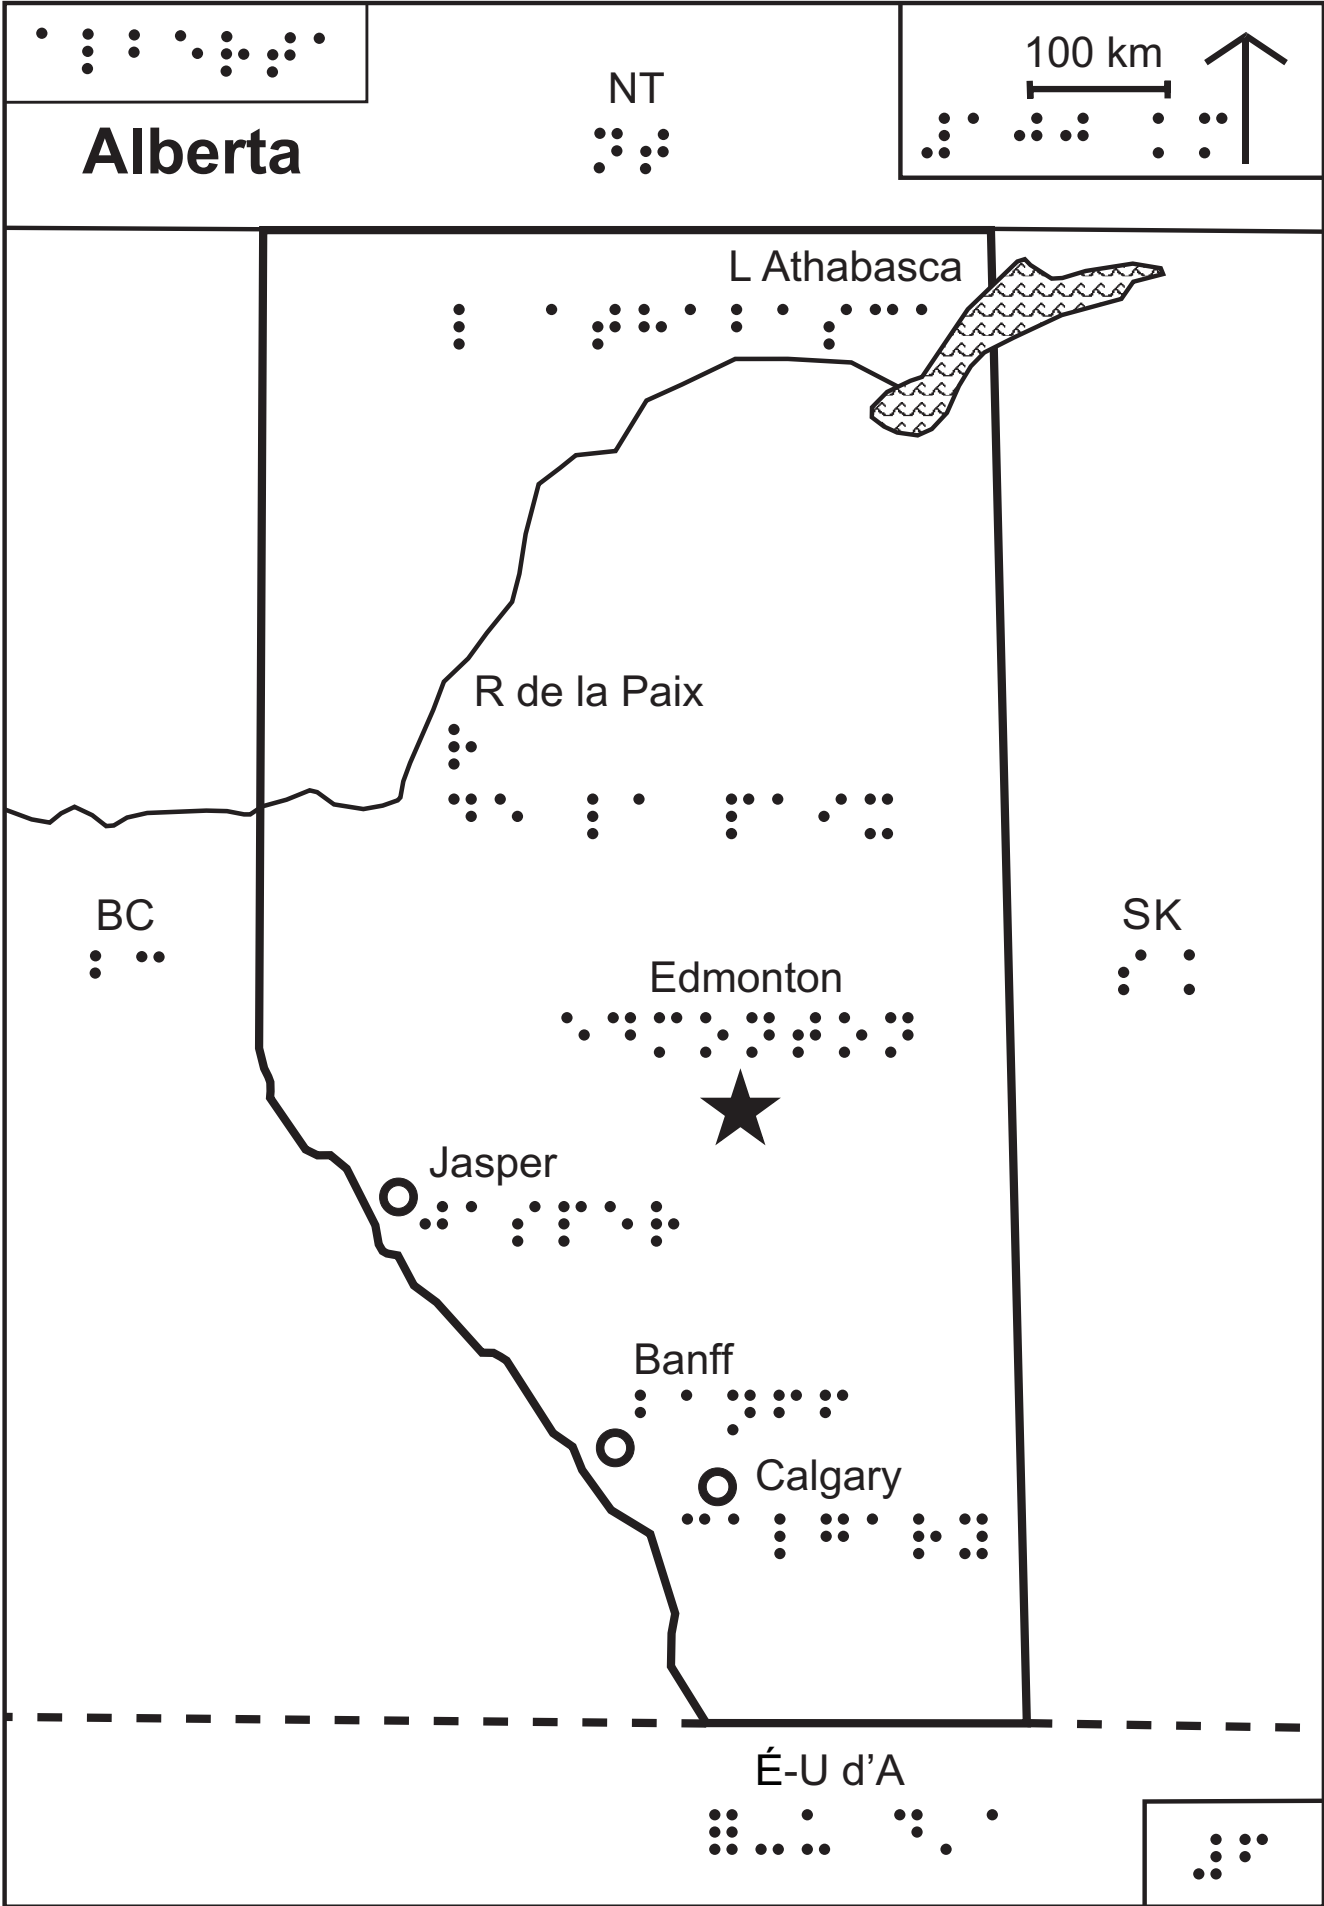 ⠁⠇⠃⠑⠗⠞⠁
Alberta
NT
⠝⠞
100 km
⠼⠁⠚⠚ ⠅⠍
L Athabasca
⠇ ⠁⠞⠓⠁⠃⠁⠎⠉⠁
R de la Paix
⠗
⠙⠑ ⠇⠁ ⠏⠁⠊⠭
BC
⠃⠉
SK
⠎⠅
Edmonton
⠑⠙⠍⠕⠝⠞⠕⠝
Jasper
⠚⠁⠎⠏⠑⠗
Banff
⠃⠁⠝⠋⠋
Calgary
⠉⠁⠇⠛⠁⠗⠽
É-U d’A
⠿⠤⠥ ⠙⠄⠁
⠼⠋